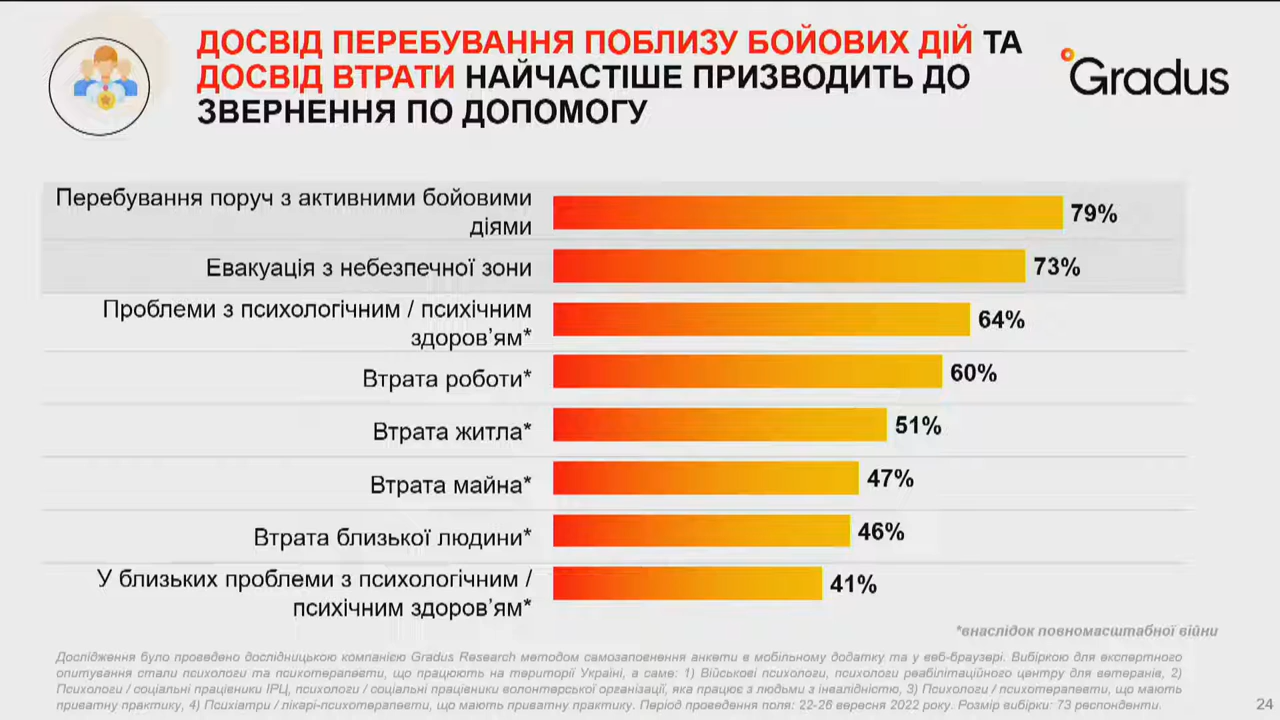 ДОСВІД ПЕРЕБУВАННЯ ПОБЛИЗУ БОЙОВИХ ДІЙ ТА
ДОСВІД ВТРАТИ НАЙЧАСТІШЕ ПРИЗВОДИТЬ ДО
ЗВЕРНЕННЯ ПО ДОПОМОГУ
Gradus
Перебування поруч з активними бойовими
діями
79%
Евакуація з небезпечної зони
73%
Проблеми з психологічним / психічним
здоров’ям*
64%
Втрата роботи*
60%
Втрата житла*
51%
Втрата майна*
47%
Втрата близької людини*
46%
У близьких проблеми з психологічним /
психічним здоров’ям*
41%
*внаслідок повномасштабної війни
Дослідження було проведено дослідницькою компанією Gradus Research методом самозаповнення анкети в мобільному додатку та у веб-браузері. Вибіркою для експертного
опитування стали психологи та психотерапевти, що працюють на території України, а саме: 1) Військові психологи, психологи реабілітаційного центру для ветеранів, 2)
Психологи / соціальні працівники ІРЦ, психологи / соціальні працівники волонтерської організації, яка працює з людьми з інвалідністю, 3) Психологи / психотерапевти, що мають
приватну практику, 4) Психіатри / лікарі-психотерапевти, що мають приватну практику. Період проведення поля: 22-26 вересня 2022 року. Розмір вибірки: 73 респонденти.
24